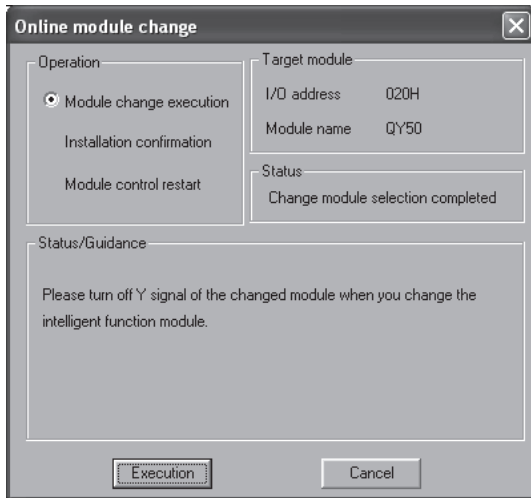 Online module change
Operation
Module change execution
Installation confirmation
Module control restart
Target module
I/O address 020H
Module name QY50
Status
Change module selection completed
Status/Guidance
Please turn off Y signal of the changed module when you change the
intelligent function module.
Execution
Cancel